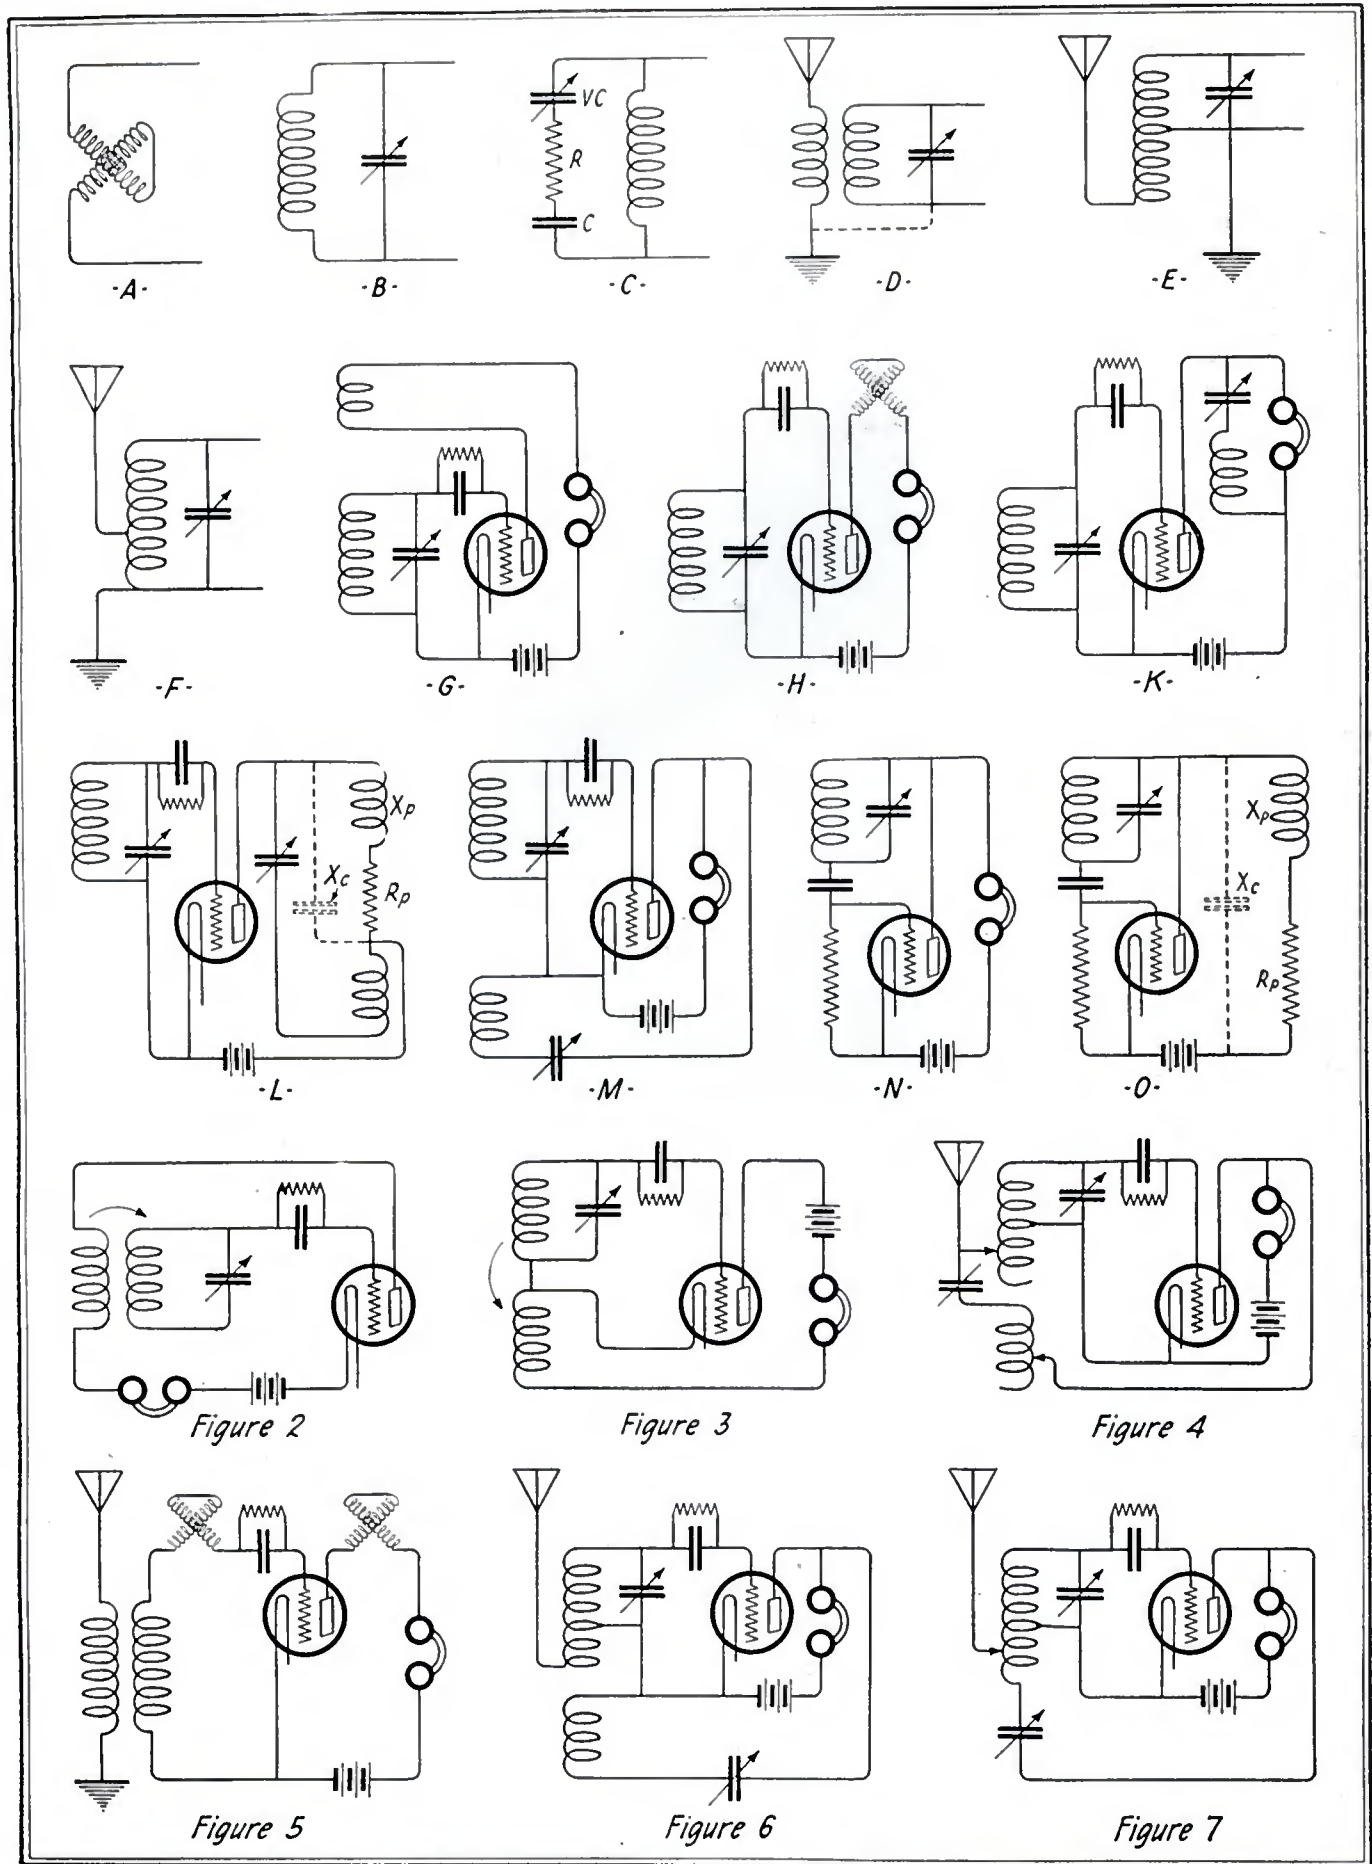 -A-
-B-
VC
R
C
-C-
-D-
-E-
-F-
-G-
-H-
-K-
Xp
Xc
Rp
-L-
-M-
-N-
Xp
Xc
Rp
-O-
Figure 2
Figure 3
Figure 4
Figure 5
Figure 6
Figure 7